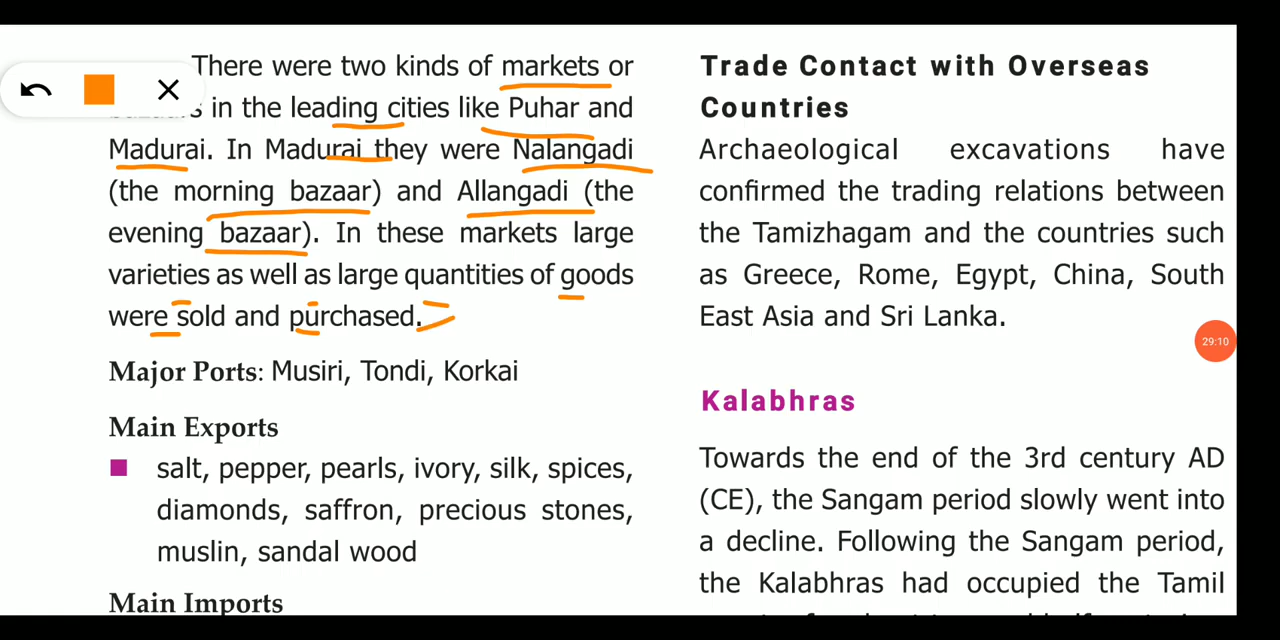 There were two kinds of markets or
in the leading cities like Puhar and
Madurai. In Madurai they were Nalangadi
(the morning bazaar) and Allangadi (the
evening bazaar). In these markets large
varieties as well as large quantities of goods
were sold and purchased.
Major Ports: Musiri, Tondi, Korkai
Main Exports
salt, pepper, pearls, ivory, silk, spices,
diamonds, saffron, precious stones,
muslin, sandal wood
Main Imports
Trade Contact with Overseas
Countries
Archaeological excavations have
confirmed the trading relations between
the Tamizhagam and the countries such
as Greece, Rome, Egypt, China, South
East Asia and Sri Lanka.
29:10
Kalabhras
Towards the end of the 3rd century AD
(CE), the Sangam period slowly went into
a decline. Following the Sangam period,
the Kalabhras had occupied the Tamil